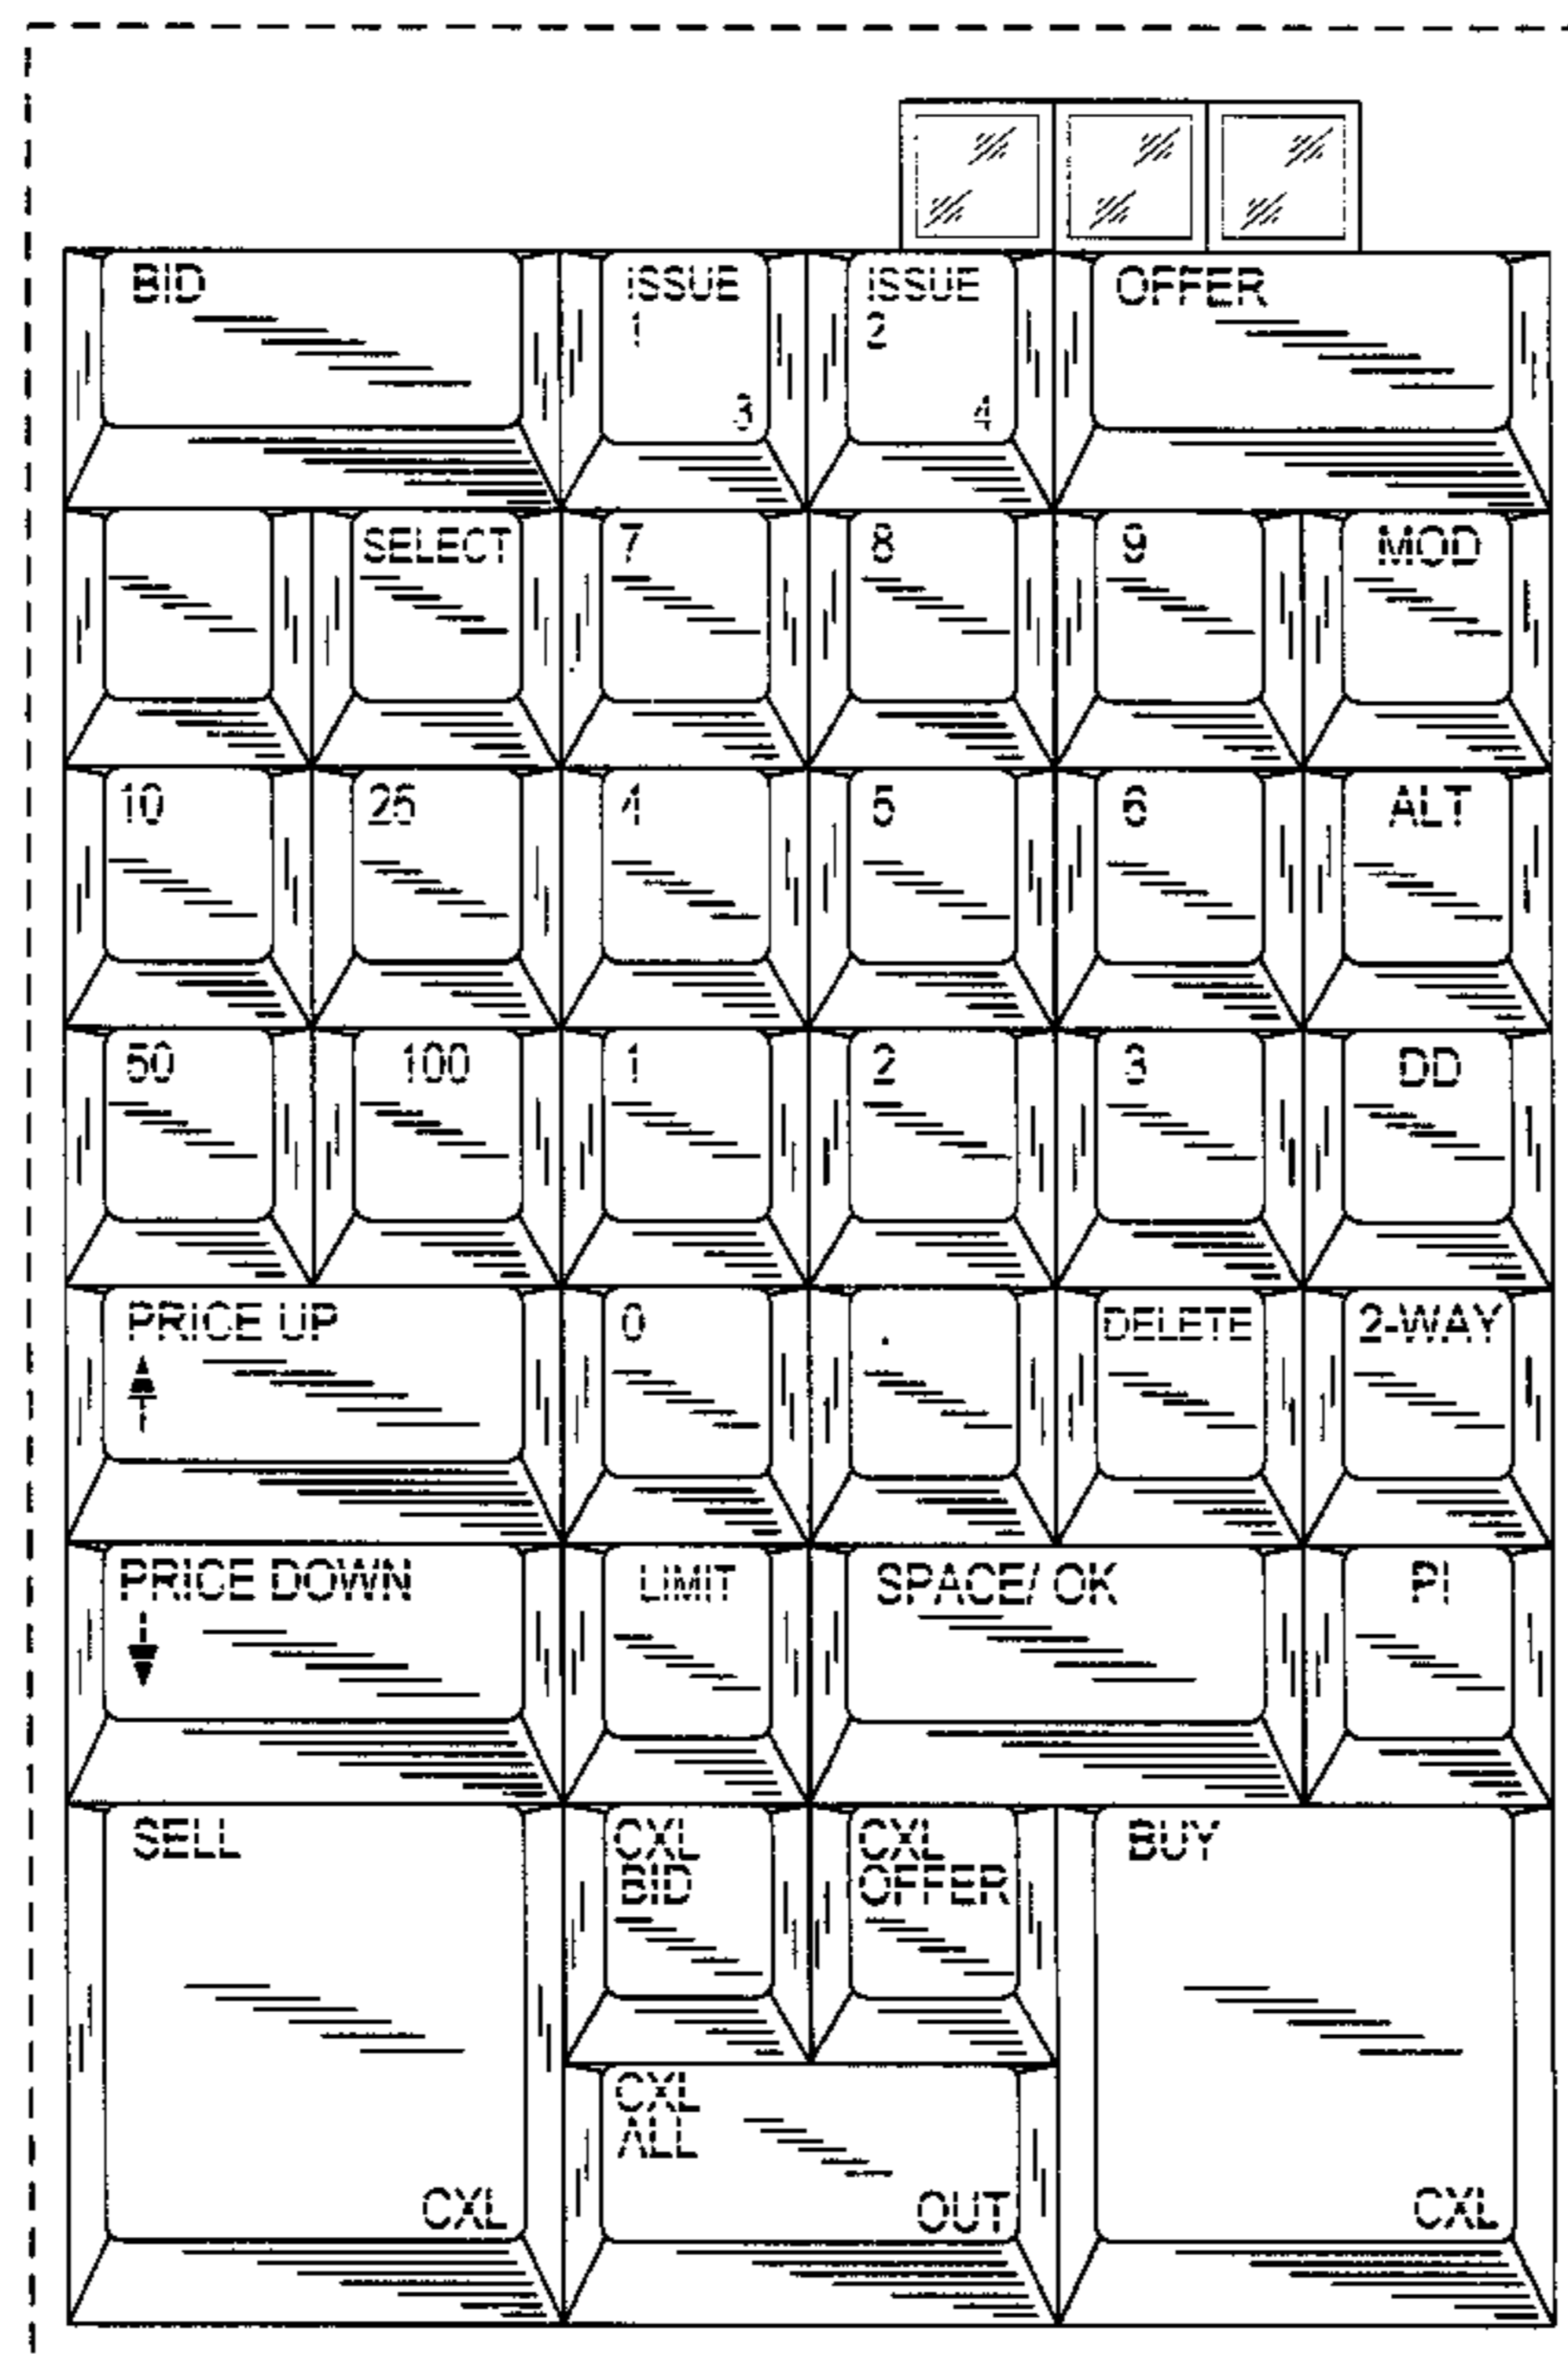 BID
ISSUE
1
3
ISSUE
2
4
OFFER
SELECT
7
8
9
MOD
10
25
4
5
6
ALT
50
100
1
2
3
DD
PRICE UP
0
.
DELETE
2-WAY
PRICE DOWN
LIMIT
SPACE/ OK
PI
SELL
CXL
CXL
BID
CXL
OFFER
CXL
ALL
OUT
BUY
CXL